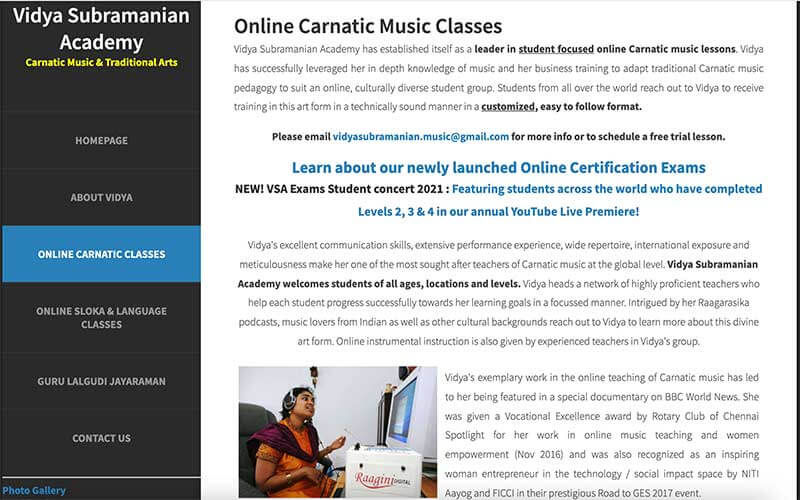 Vidya Subramanian
Academy
Carnatic Music & Traditional Arts
HOMEPAGE
ABOUT VIDYA
ONLINE CARNATIC CLASSES
ONLINE SLOKA & LANGUAGE
CLASSES
GURU LALGUDI JAYARAMAN
CONTACT US
Photo Gallery
Online Carnatic Music Classes
Vidya Subramanian Academy has established itself as a leader in student focused online Carnatic music lessons. Vidya
has successfully leveraged her in depth knowledge of music and her business training to adapt traditional Carnatic music
pedagogy to suit an online, culturally diverse student group. Students from all over the world reach out to Vidya to receive
training in this art form in a technically sound manner in a customized, easy to follow format.
Please email vidyasubramanian.music@gmail.com for more info or to schedule a free trial lesson.
Learn about our newly launched Online Certification Exams
NEW! VSA Exams Student concert 2021 : Featuring students across the world who have completed
Levels 2, 3 & 4 in our annual YouTube Live Premiere!
Vidya's excellent communication skills, extensive performance experience, wide repertoire, international exposure and
meticulousness make her one of the most sought after teachers of Carnatic music at the global level. Vidya Subramanian
Academy welcomes students of all ages, locations and levels. Vidya heads a network of highly proficient teachers who
help each student progress successfully towards her learning goals in a focussed manner. Intrigued by her Raagarasika
podcasts, music lovers from Indian as well as other cultural backgrounds reach out to Vidya to learn more about this divine
art form. Online instrumental instruction is also given by experienced teachers in Vidya's group.
Raagini DIGITAL
Vidya's exemplary work in the online teaching of Carnatic music has led
to her being featured in a special documentary on BBC World News. She
was given a Vocational Excellence award by Rotary Club of Chennai
Spotlight for her work in online music teaching and women
empowerment (Nov 2016) and was also recognized as an inspiring
woman entrepreneur in the technology / social impact space by NITI
Aayog and FICCI in their prestigious Road to GES 2017 event.